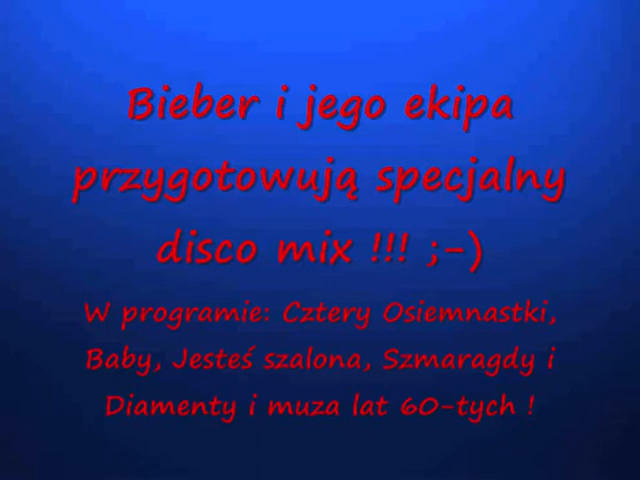 Bieber i jego ekipa
przygotowują specjalny
disco mix !!! ;-)
W programie: Cztery Osiemnastki,
Baby, Jesteś szalona, Szmaragdy i
Diamenty i muza lat 60-tych !